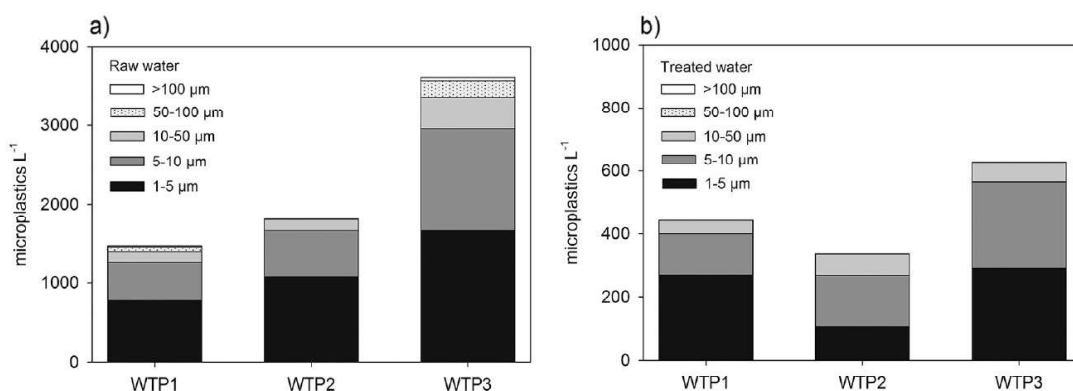 a)
4000
3000
2000
1000
0
microplastics L⁻¹
Raw water
>100 µm
50-100 µm
10-50 µm
5-10 µm
1-5 µm
WTP1
WTP2
WTP3
b)
1000
800
600
400
200
0
microplastics L⁻¹
Treated water
>100 µm
50-100 µm
10-50 µm
5-10 µm
1-5 µm
WTP1
WTP2
WTP3